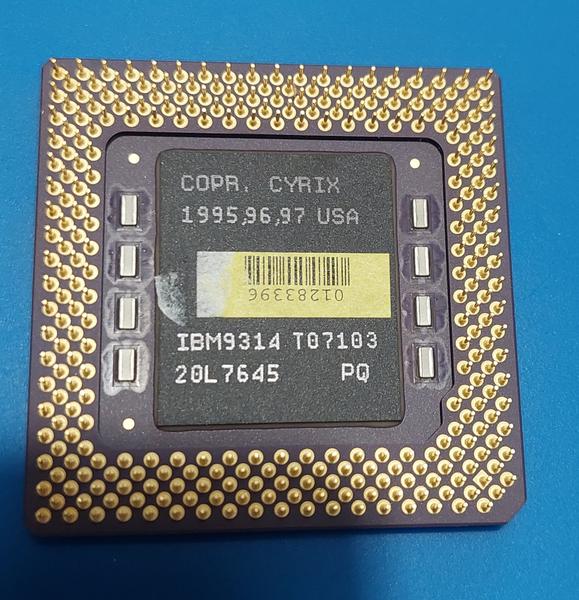 COPR. CYRIX
1995,96,97 USA
01283396
IBM9314 T07103
20L7645 PQ